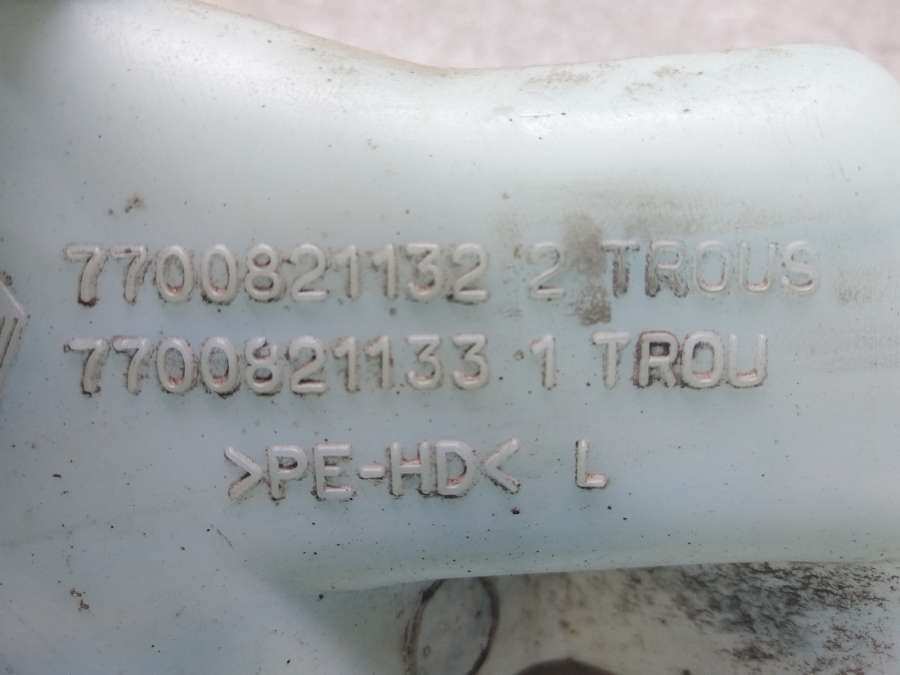 7700821132 2 TROUS
7700821133 1 TROU
>PE-HD< L